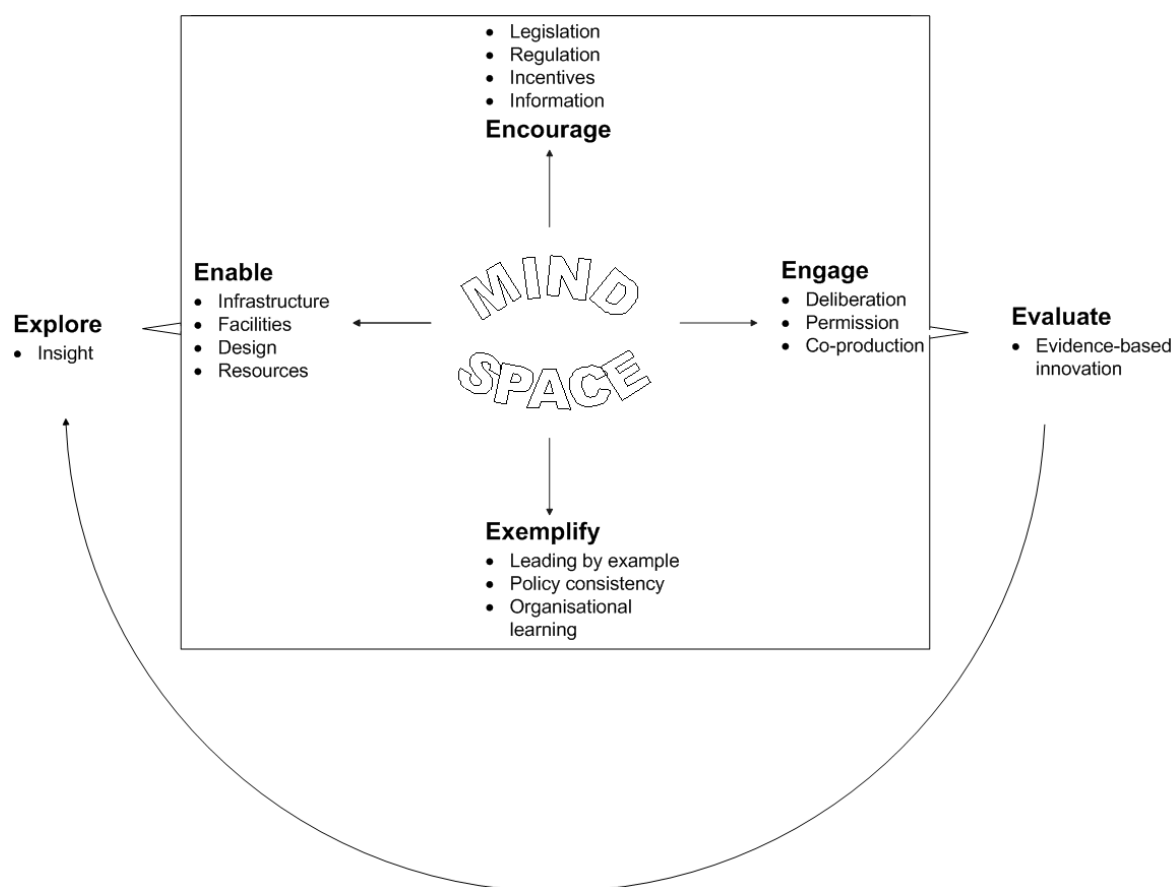 • Legislation
• Regulation
• Incentives
• Information
Encourage
Explore
• Insight
Enable
• Infrastructure
• Facilities
• Design
• Resources
MIND
SPACE
Engage
• Deliberation
• Permission
• Co-production
Evaluate
• Evidence-based
innovation
Exemplify
• Leading by example
• Policy consistency
• Organisational
learning